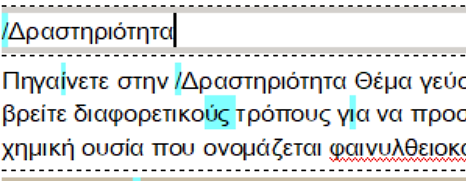 /Δραστηριότητα
Πηγαίνετε στην /Δραστηριότητα Θέμα γεύσ
βρείτε διαφορετικούς τρόπους για να προσ
χημική ουσία που ονομάζεται φαινυλθειοκα